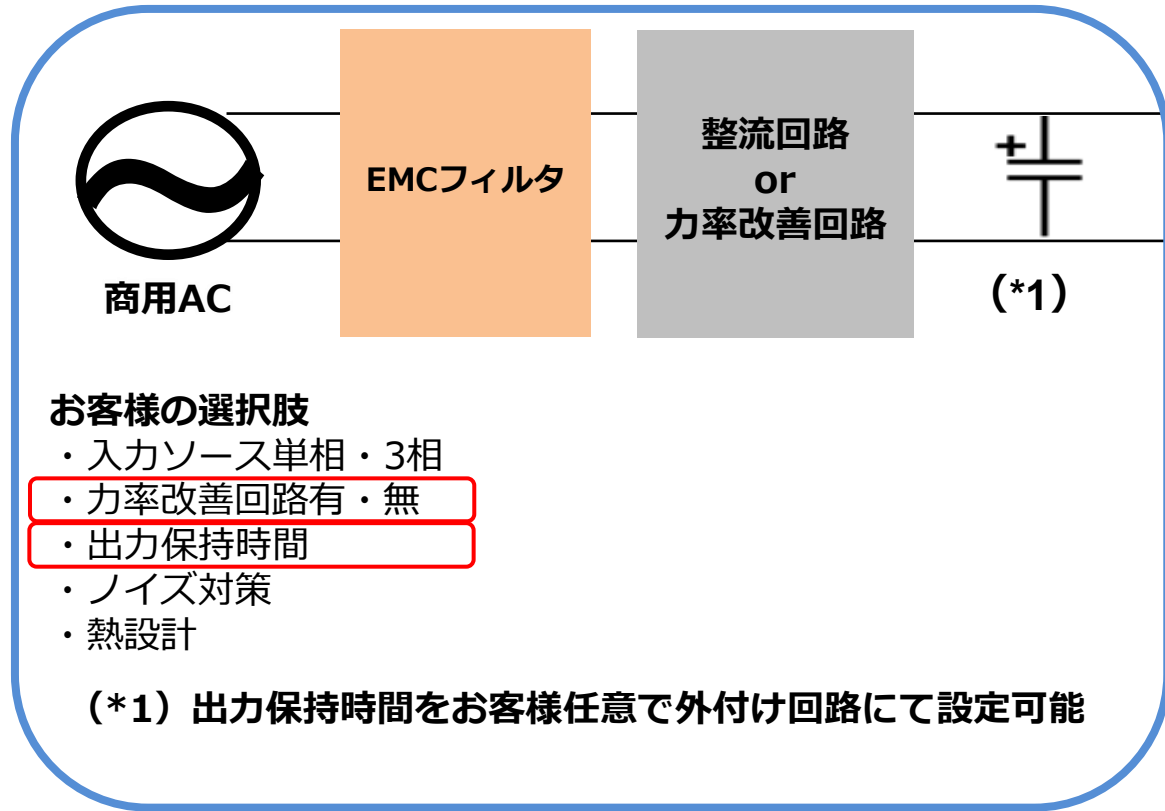 EMCフィルタ
整流回路
or
力率改善回路
+
商用AC
（*1）
お客様の選択肢
・入力ソース単相・3相
・力率改善回路有・無
・出力保持時間
・ノイズ対策
・熱設計
（*1）出力保持時間をお客様任意で外付け回路にて設定可能